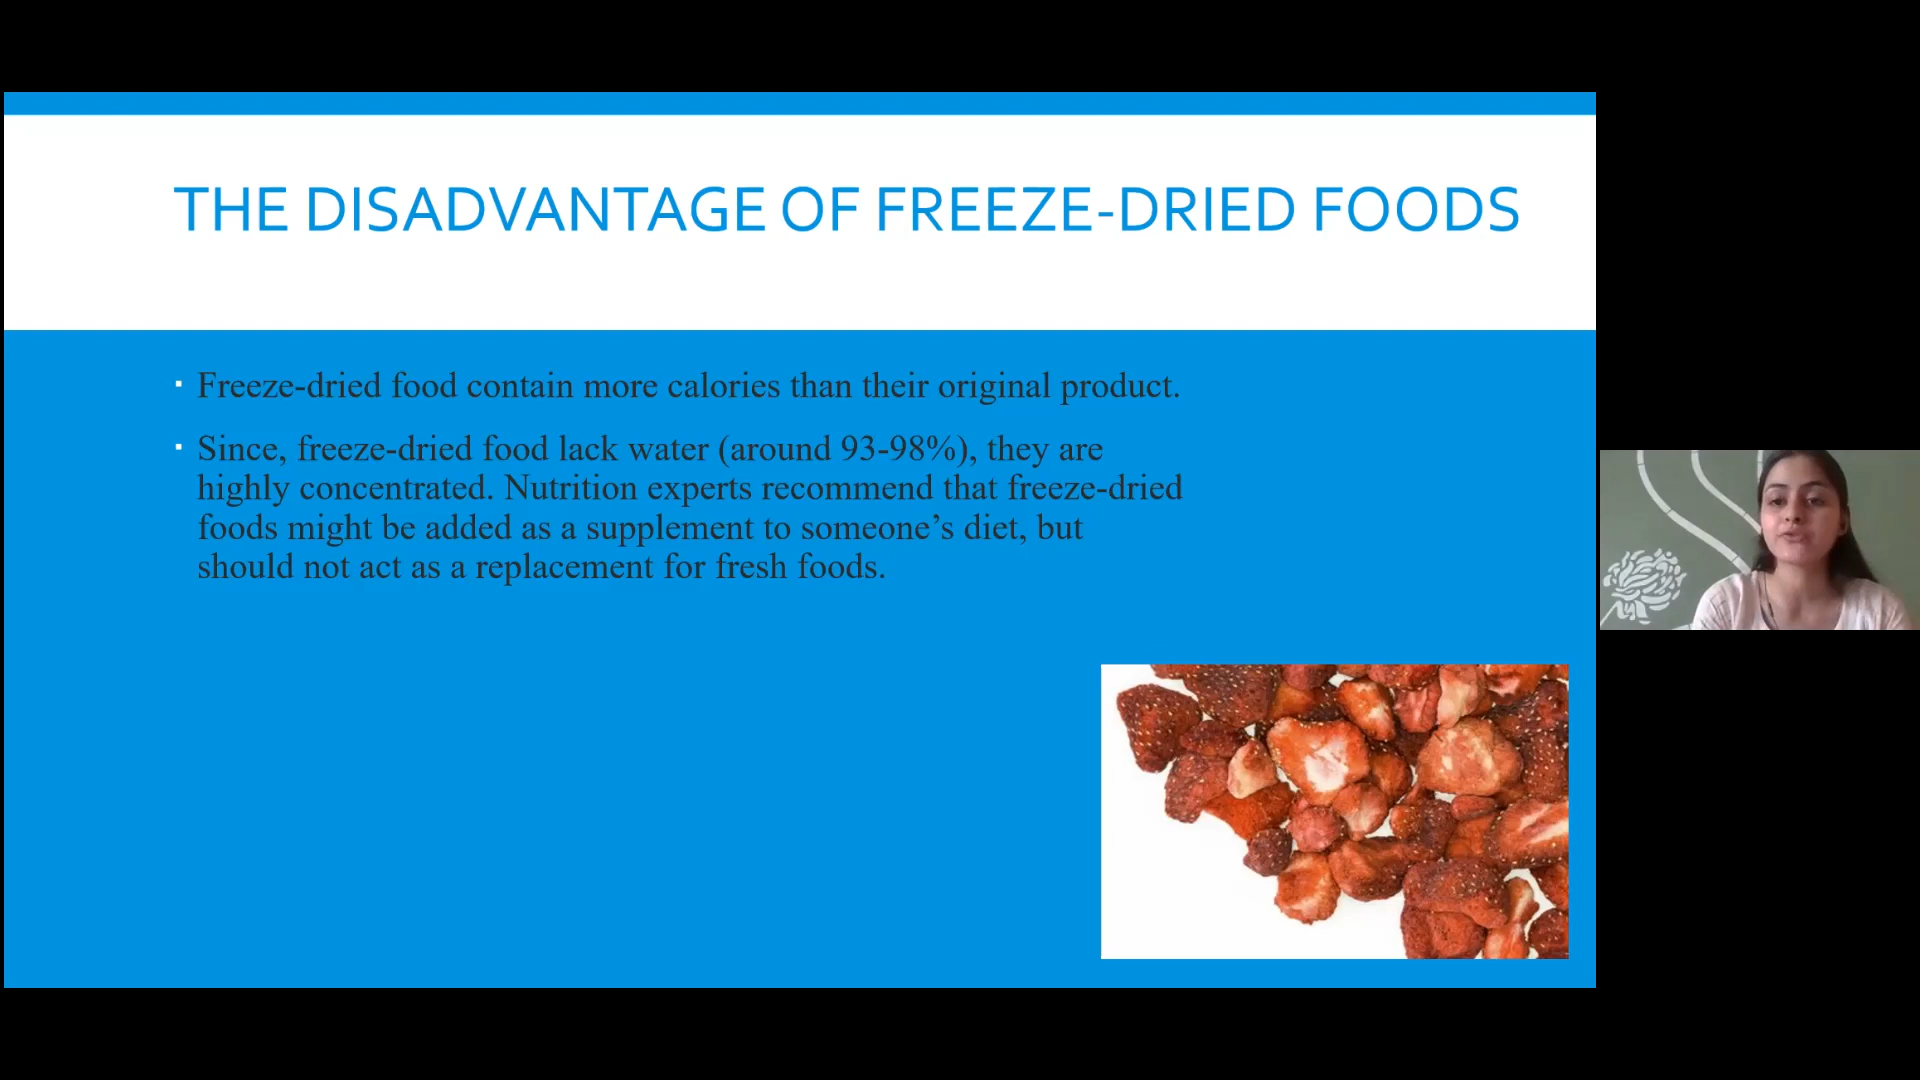 THE DISADVANTAGE OF FREEZE-DRIED FOODS
Freeze-dried food contain more calories than their original product.
Since, freeze-dried food lack water (around 93-98%), they are
highly concentrated. Nutrition experts recommend that freeze-dried
foods might be added as a supplement to someone’s diet, but
should not act as a replacement for fresh foods.